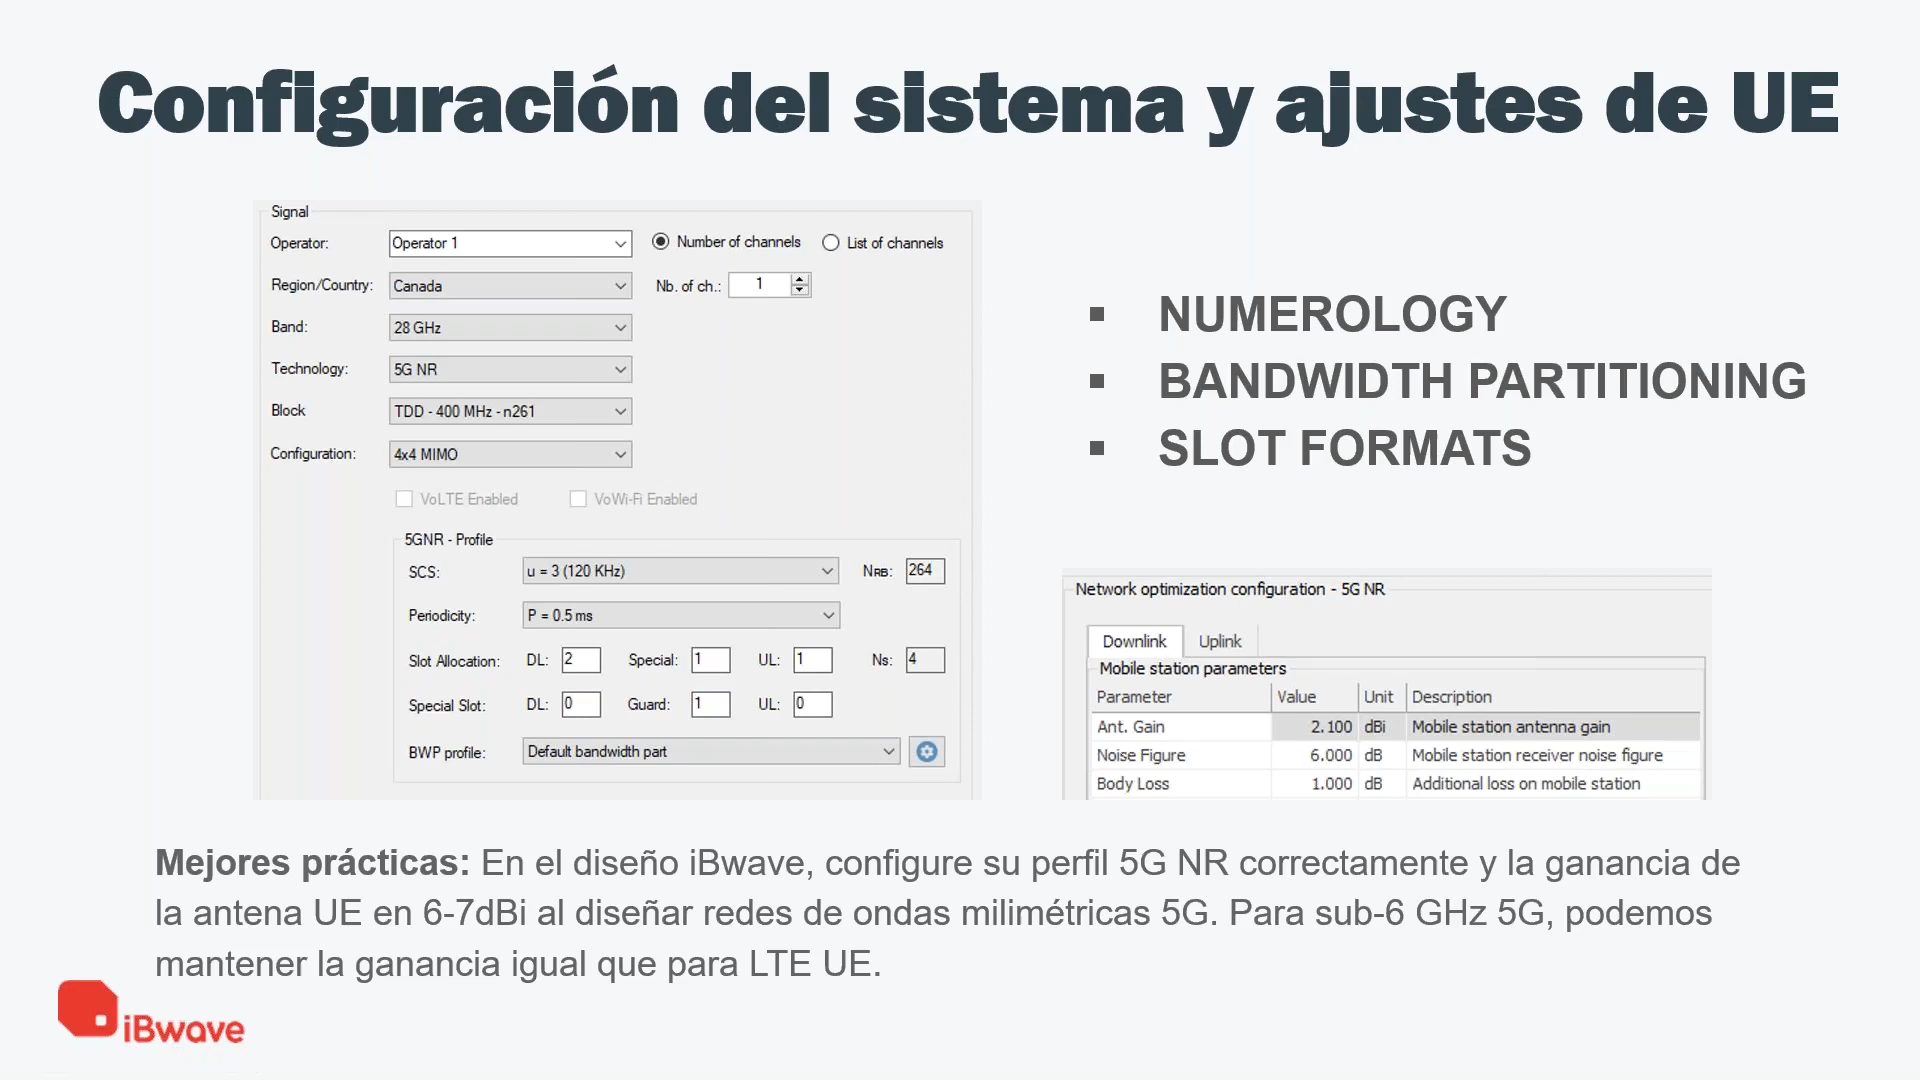 Configuración del sistema y ajustes de UE
Signal
Operator: Operator 1 Number of channels List of channels
Region/Country: Canada Nb. of ch.: 1
Band: 28 GHz
Technology: 5G NR
Block TDD - 400 MHz - n261
Configuration: 4x4 MIMO
VoLTE Enabled VoWi-Fi Enabled
5GNR - Profile
SCS: u = 3 (120 KHz) NRB: 264
Periodicity: P = 0.5 ms
Slot Allocation: DL: 2 Special: 1 UL: 1 Ns: 4
Special Slot: DL: 0 Guard: 1 UL: 0
BWP profile: Default bandwidth part
▪ NUMEROLOGY
▪ BANDWIDTH PARTITIONING
▪ SLOT FORMATS
Network optimization configuration - 5G NR
Downlink Uplink
Mobile station parameters
Parameter Value Unit Description
Ant. Gain 2.100 dBi Mobile station antenna gain
Noise Figure 6.000 dB Mobile station receiver noise figure
Body Loss 1.000 dB Additional loss on mobile station
Mejores prácticas: En el diseño iBwave, configure su perfil 5G NR correctamente y la ganancia de
la antena UE en 6-7dBi al diseñar redes de ondas milimétricas 5G. Para sub-6 GHz 5G, podemos
mantener la ganancia igual que para LTE UE.
iBwave